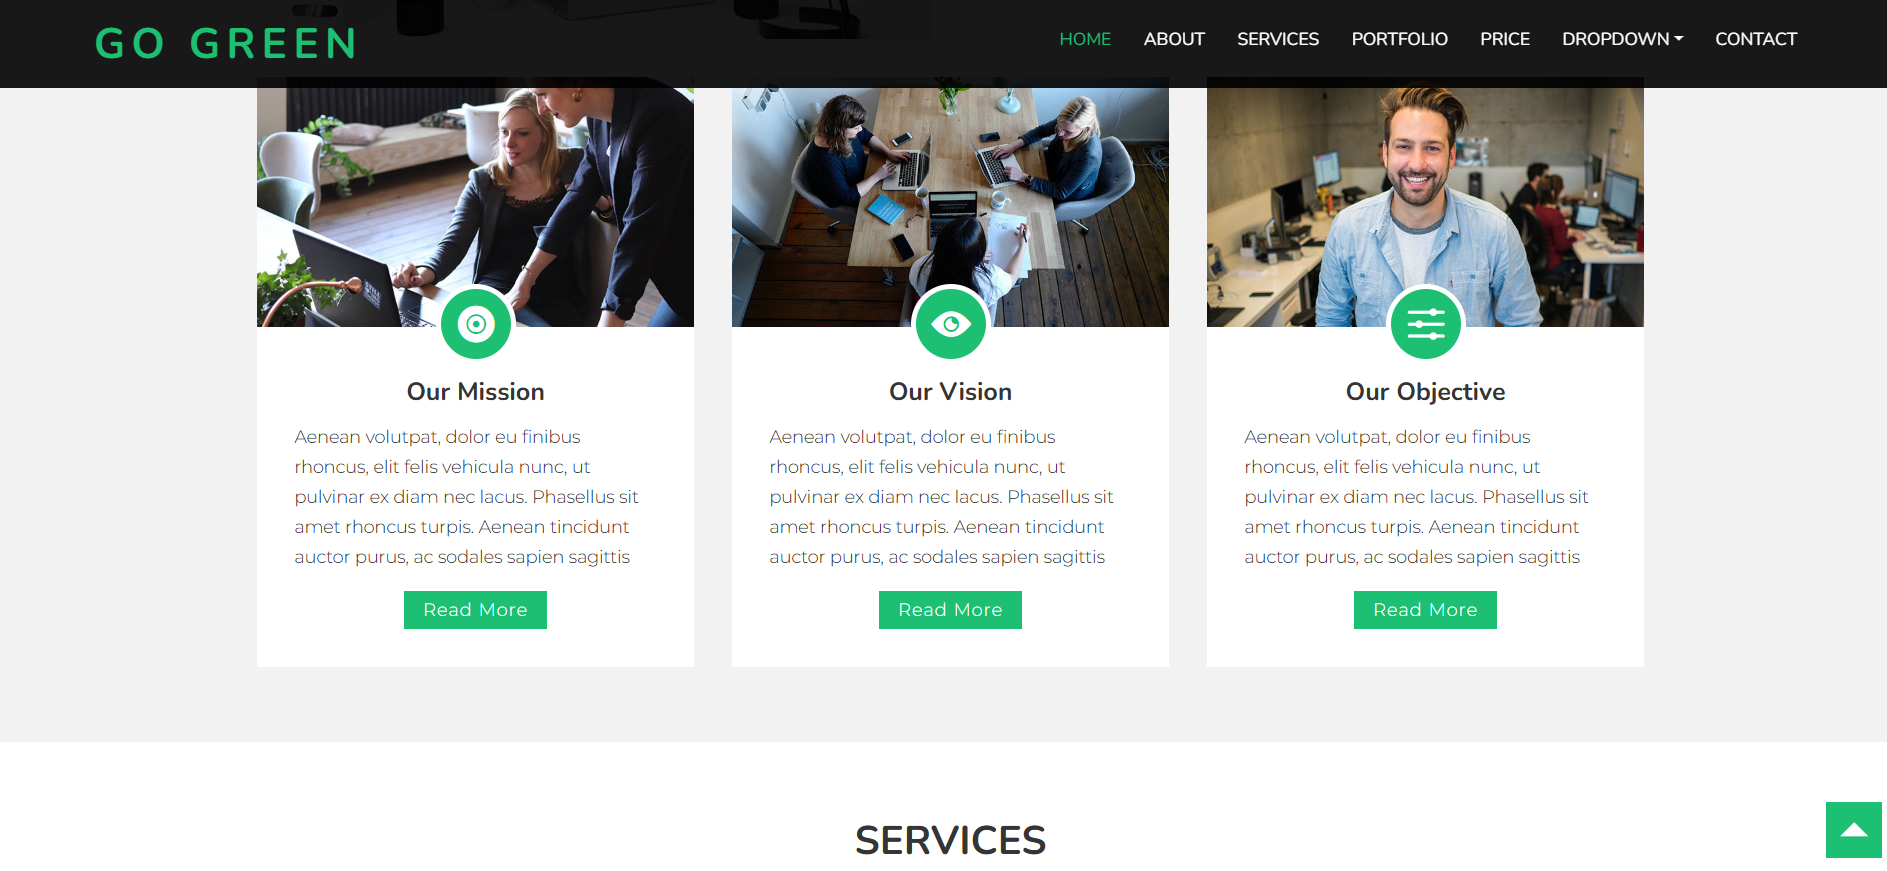 GO GREEN
HOME ABOUT SERVICES PORTFOLIO PRICE DROPDOWN CONTACT
Our Mission
Aenean volutpat, dolor eu finibus
rhoncus, elit felis vehicula nunc, ut
pulvinar ex diam nec lacus. Phasellus sit
amet rhoncus turpis. Aenean tincidunt
auctor purus, ac sodales sapien sagittis
Read More
Our Vision
Aenean volutpat, dolor eu finibus
rhoncus, elit felis vehicula nunc, ut
pulvinar ex diam nec lacus. Phasellus sit
amet rhoncus turpis. Aenean tincidunt
auctor purus, ac sodales sapien sagittis
Read More
Our Objective
Aenean volutpat, dolor eu finibus
rhoncus, elit felis vehicula nunc, ut
pulvinar ex diam nec lacus. Phasellus sit
amet rhoncus turpis. Aenean tincidunt
auctor purus, ac sodales sapien sagittis
Read More
SERVICES